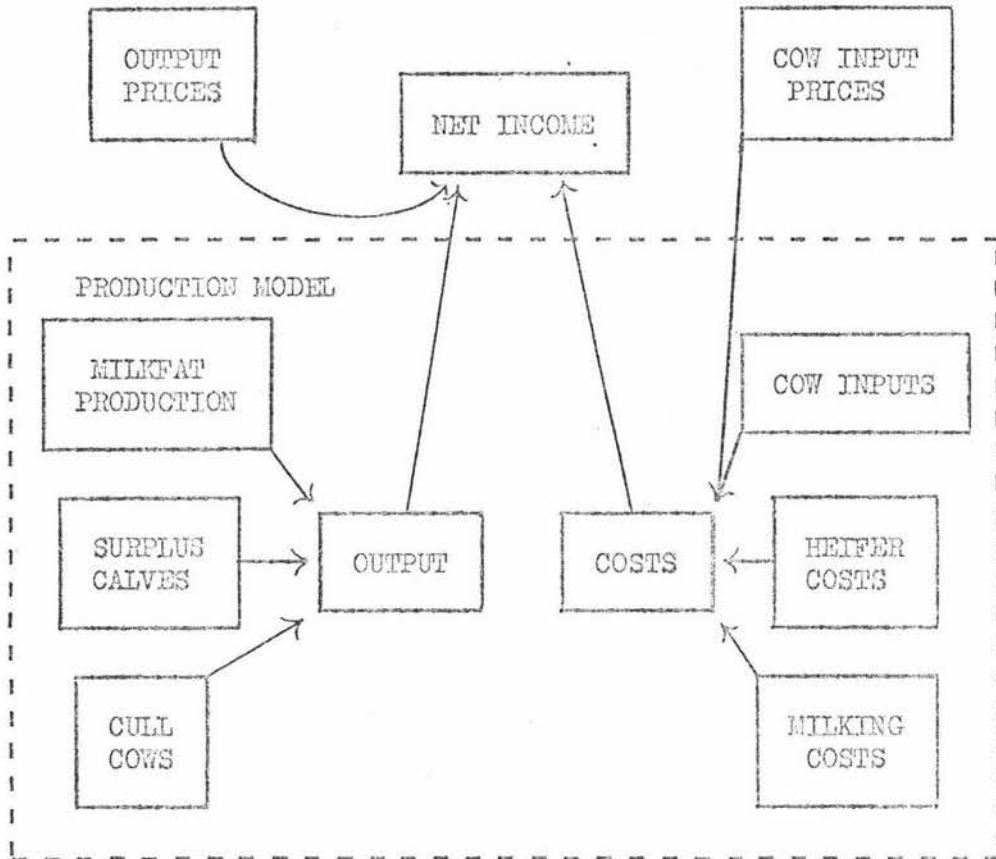 OUTPUT
PRICES
NET INCOME
COW INPUT
PRICES
PRODUCTION MODEL
MILKFAT
PRODUCTION
COW INPUTS
SURPLUS
CALVES
OUTPUT
COSTS
HEIFER
COSTS
CULL
COWS
MILKING
COSTS